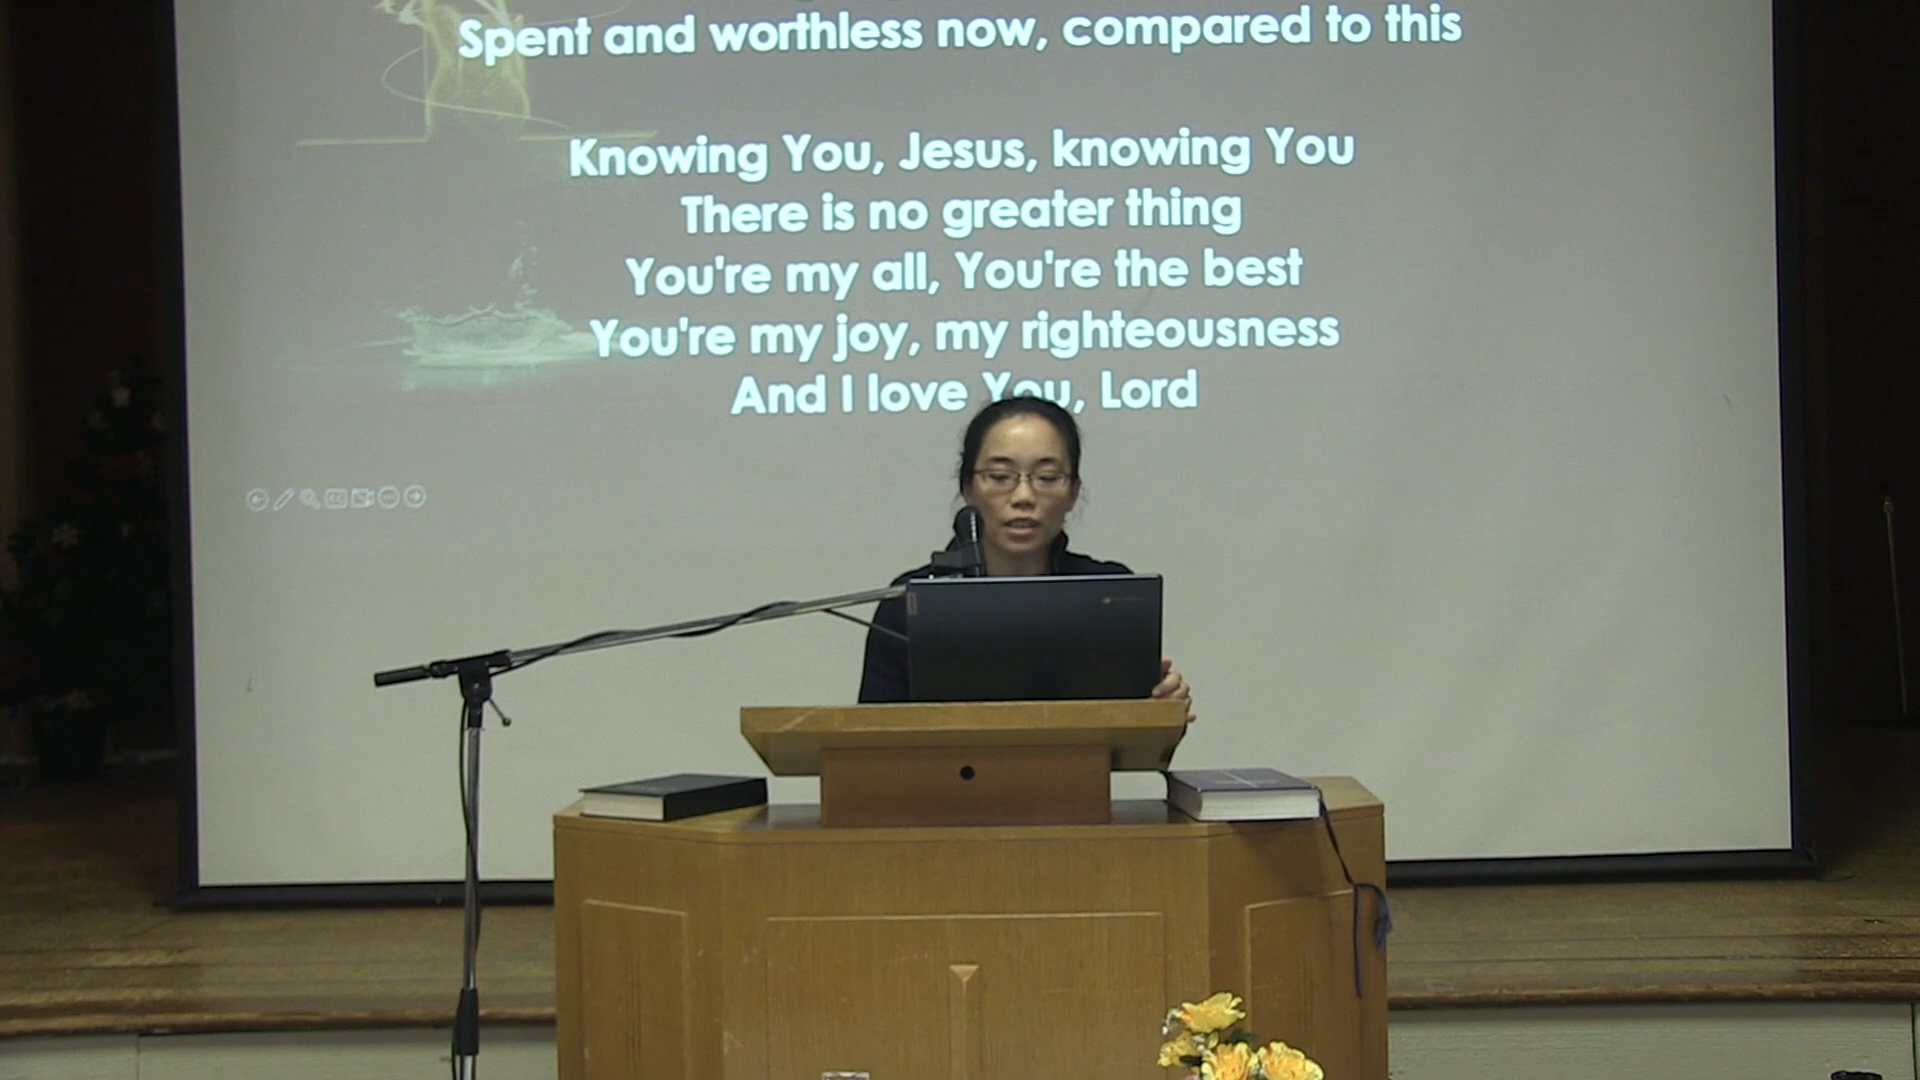 Spent and worthless now, compared to this
Knowing You, Jesus, knowing You
There is no greater thing
You're my all, You're the best
You're my joy, my righteousness
And I love You, Lord